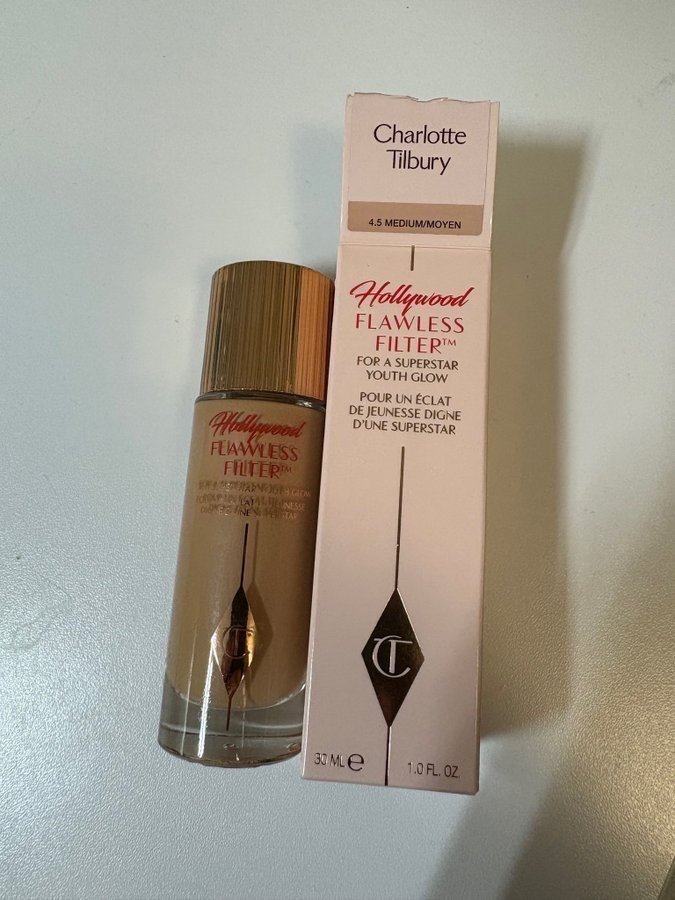 Charlotte
Tilbury
4.5 MEDIUM/MOYEN
Hollywood
FLAWLESS
FILTER™
FOR A SUPERSTAR
YOUTH GLOW
POUR UN ÉCLAT
DE JEUNESSE DIGNE
D'UNE SUPERSTAR
CT
30 ML ℮
1.0 FL. OZ.
Hollywood
FLAWLESS
FILTER™